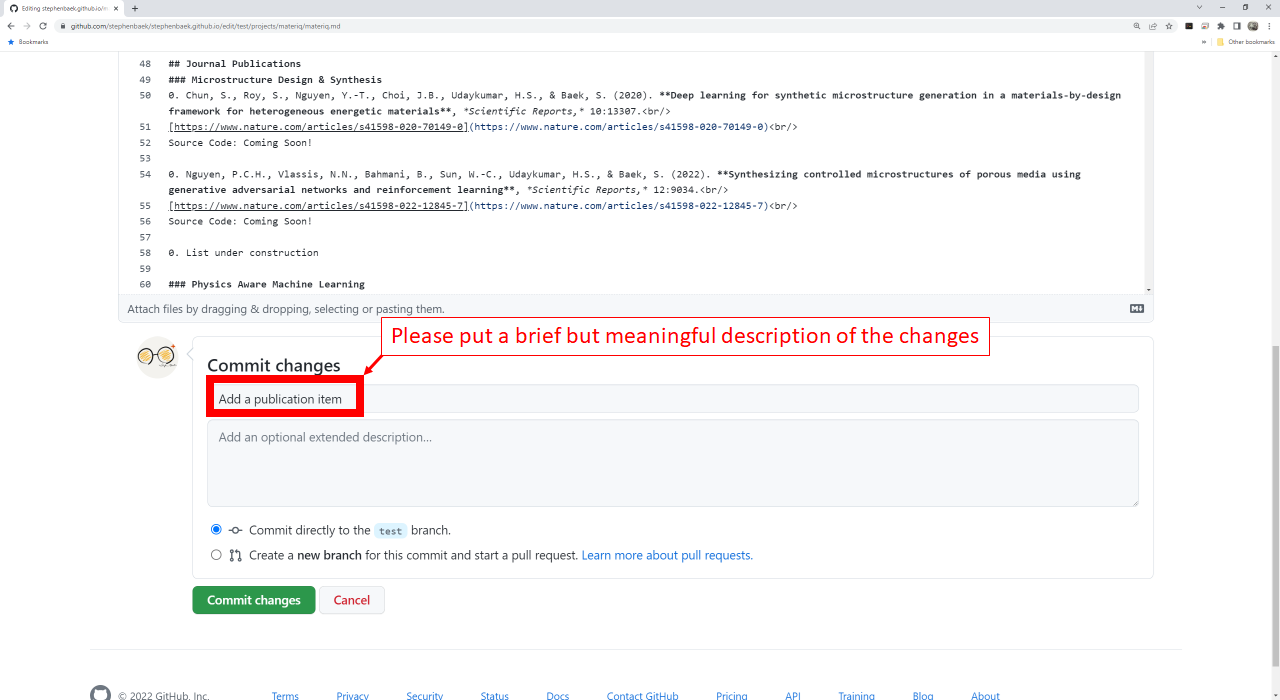 Editing stephenbaek.github.io/m
github.com/stephenbaek/stephenbaek.github.io/edit/test/projects/materiq/materiq.md
Bookmarks
Other bookmarks
48 ## Journal Publications
49 ### Microstructure Design & Synthesis
50 0. Chun, S., Roy, S., Nguyen, Y.-T., Choi, J.B., Udaykumar, H.S., & Baek, S. (2020). **Deep learning for synthetic microstructure generation in a materials-by-design
framework for heterogeneous energetic materials**, *Scientific Reports,* 10:13307.<br/>
51 [https://www.nature.com/articles/s41598-020-70149-0](https://www.nature.com/articles/s41598-020-70149-0)<br/>
52 Source Code: Coming Soon!
53
54 0. Nguyen, P.C.H., Vlassis, N.N., Bahmani, B., Sun, W.-C., Udaykumar, H.S., & Baek, S. (2022). **Synthesizing controlled microstructures of porous media using
generative adversarial networks and reinforcement learning**, *Scientific Reports,* 12:9034.<br/>
55 [https://www.nature.com/articles/s41598-022-12845-7](https://www.nature.com/articles/s41598-022-12845-7)<br/>
56 Source Code: Coming Soon!
57
58 0. List under construction
59
60 ### Physics Aware Machine Learning
Attach files by dragging & dropping, selecting or pasting them.
Please put a brief but meaningful description of the changes
Commit changes
Add a publication item
Add an optional extended description...
Commit directly to the test branch.
Create a new branch for this commit and start a pull request. Learn more about pull requests.
Commit changes Cancel
© 2022 GitHub, Inc. Terms Privacy Security Status Docs Contact GitHub Pricing API Training Blog About